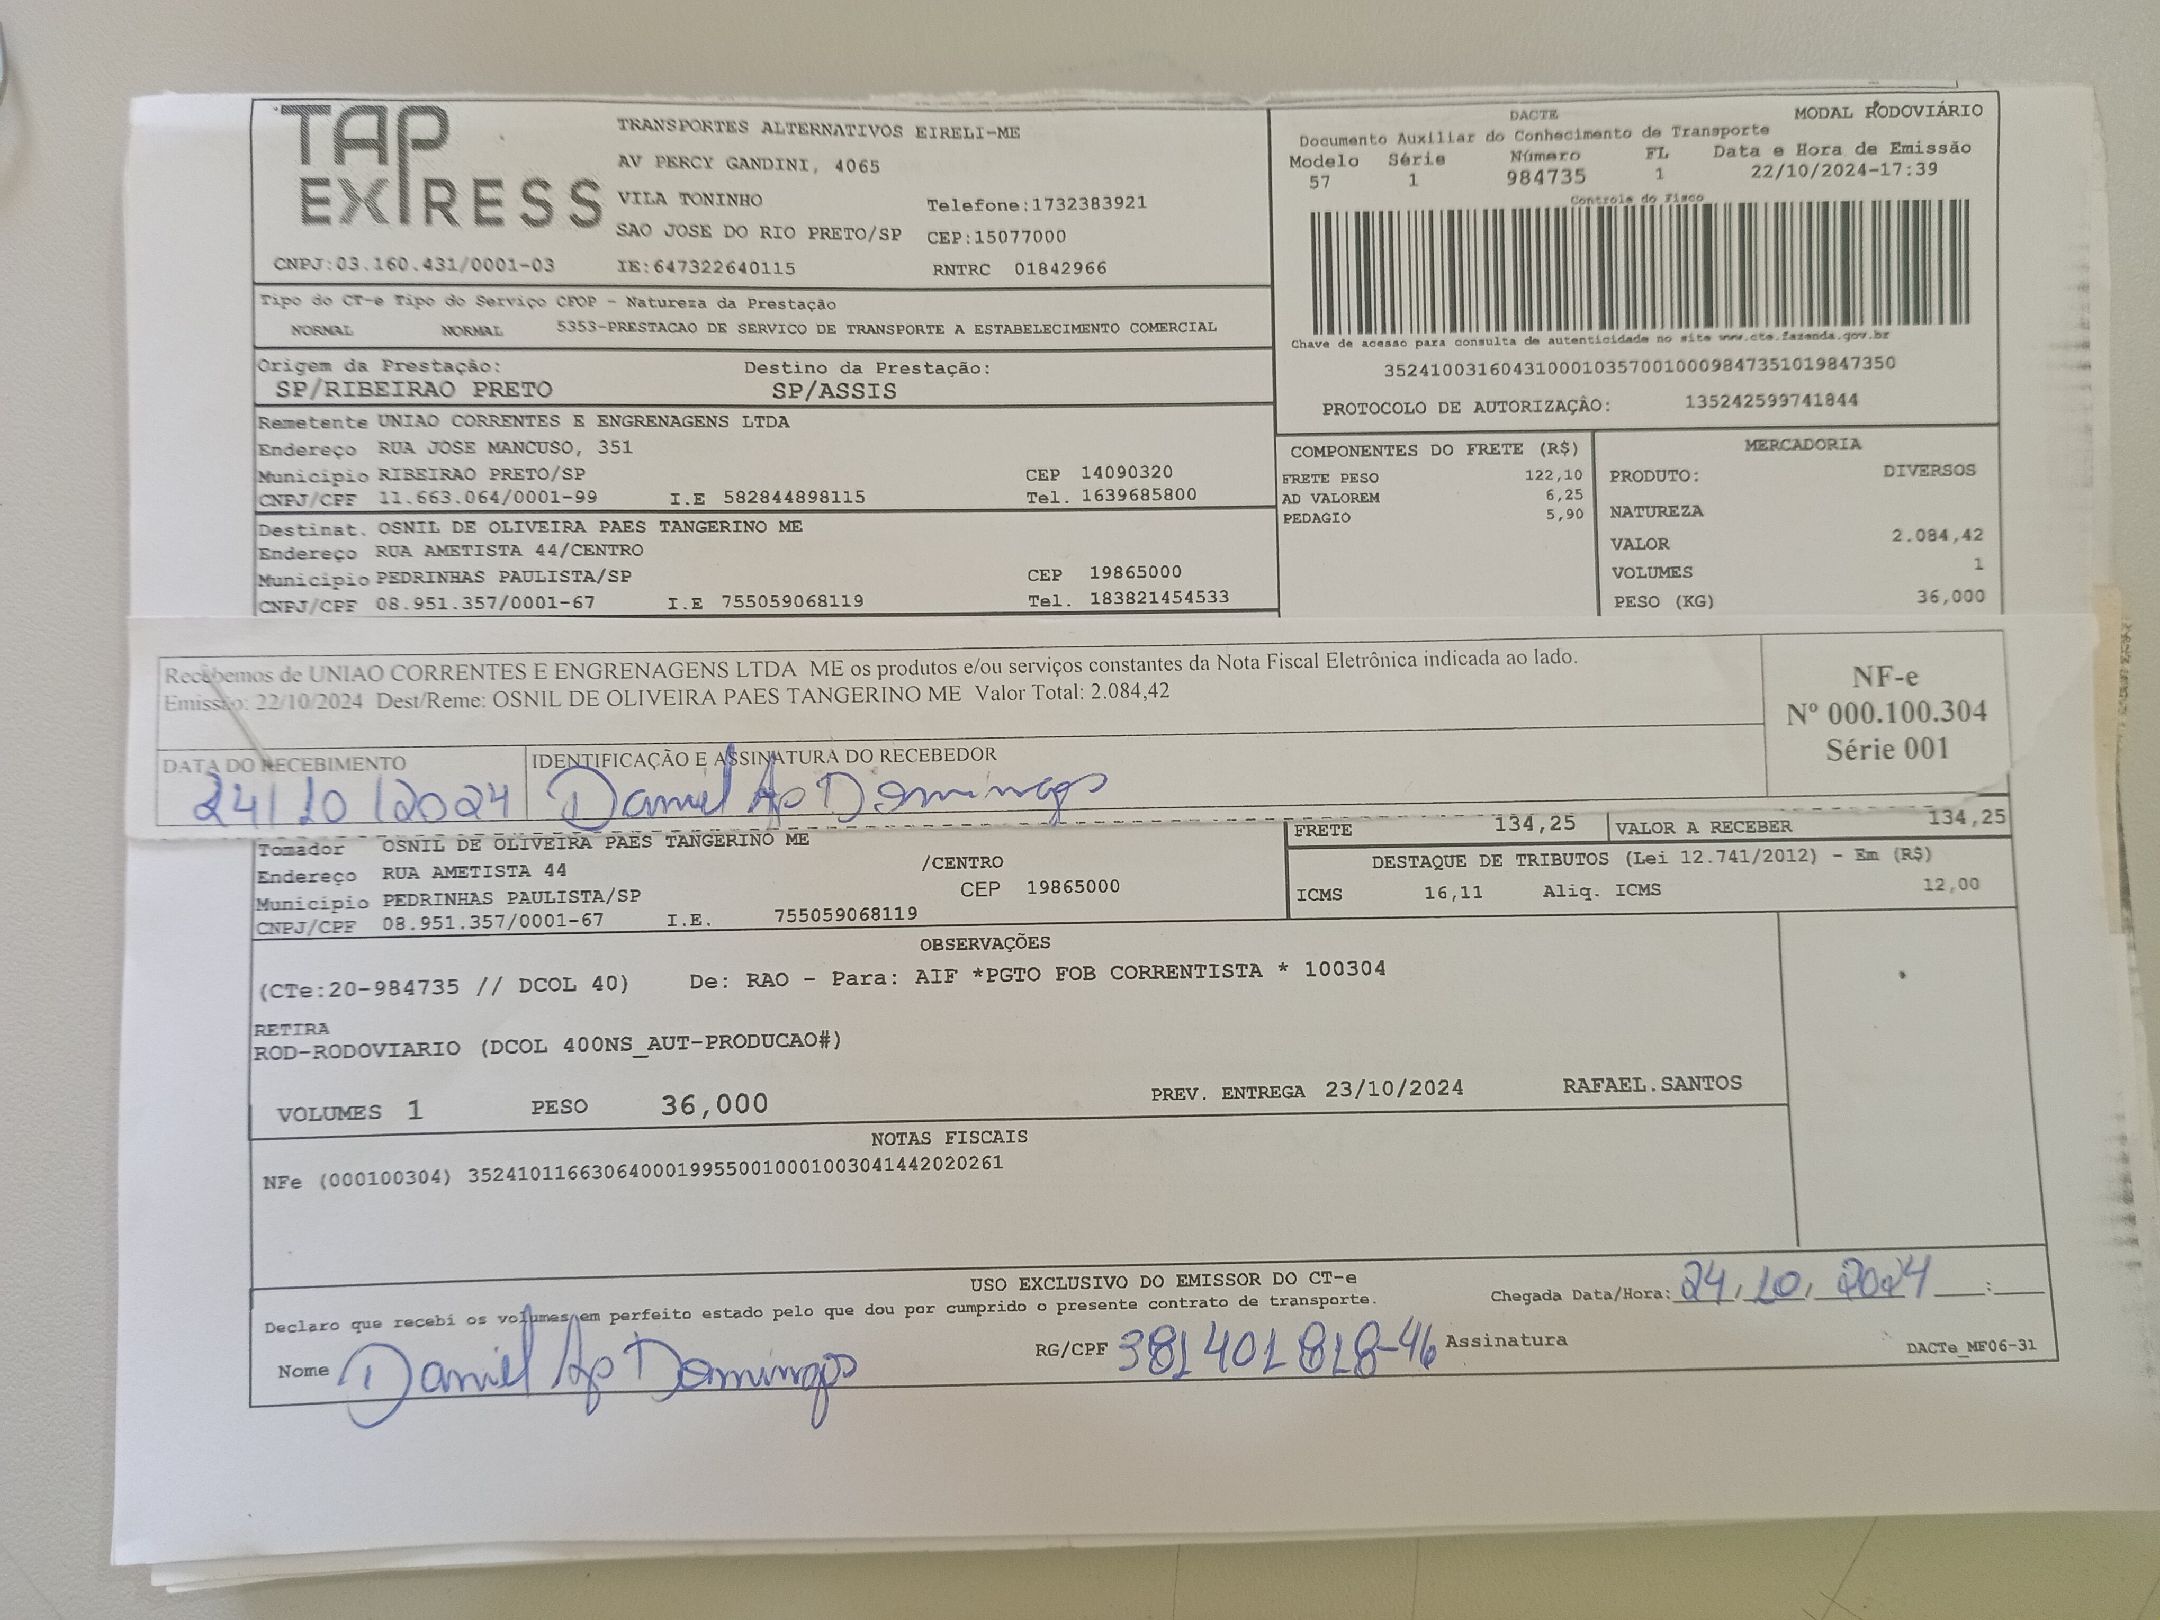 TAP EXPRESS
TRANSPORTES ALTERNATIVOS EIRELI-ME
AV PERCY GANDINI, 4065
VILA TONINHO Telefone:1732383921
SAO JOSE DO RIO PRETO/SP CEP:15077000
CNPJ:03.160.431/0001-03 IE:647322640115 RNTRC 01842966
DACTE MODAL RODOVIÁRIO
Documento Auxiliar do Conhecimento de Transporte
Modelo Série Número FL Data e Hora de Emissão
57 1 984735 1 22/10/2024-17:39
Controle do Fisco
Chave de acesso para consulta de autenticidade no site www.cte.fazenda.gov.br
35241003160431000103570010009847351019847350
PROTOCOLO DE AUTORIZAÇÂO: 135242599741844
Tipo do CT-e Tipo do Serviço CFOP - Natureza da Prestação
NORMAL NORMAL 5353-PRESTACAO DE SERVICO DE TRANSPORTE A ESTABELECIMENTO COMERCIAL
Origem da Prestação: Destino da Prestação:
SP/RIBEIRAO PRETO SP/ASSIS
Remetente UNIAO CORRENTES E ENGRENAGENS LTDA
Endereço RUA JOSE MANCUSO, 351
Municipio RIBEIRAO PRETO/SP CEP 14090320
CNPJ/CPF 11.663.064/0001-99 I.E 582844898115 Tel. 1639685800
Destinat. OSNIL DE OLIVEIRA PAES TANGERINO ME
Endereço RUA AMETISTA 44/CENTRO
Municipio PEDRINHAS PAULISTA/SP CEP 19865000
CNPJ/CPF 08.951.357/0001-67 I.E 755059068119 Tel. 183821454533
COMPONENTES DO FRETE (R$)
FRETE PESO 122,10
AD VALOREM 6,25
PEDAGIO 5,90
MERCADORIA
PRODUTO: DIVERSOS
NATUREZA
VALOR 2.084,42
VOLUMES 1
PESO (KG) 36,000
Recebemos de UNIAO CORRENTES E ENGRENAGENS LTDA ME os produtos e/ou serviços constantes da Nota Fiscal Eletrônica indicada ao lado.
Emissão: 22/10/2024 Dest/Reme: OSNIL DE OLIVEIRA PAES TANGERINO ME Valor Total: 2.084,42
NF-e
Nº 000.100.304
Série 001
DATA DO RECEBIMENTO IDENTIFICAÇÃO E ASSINATURA DO RECEBEDOR
24/10/2024 Daniel Ap Domingos
Tomador OSNIL DE OLIVEIRA PAES TANGERINO ME
Endereço RUA AMETISTA 44 /CENTRO
Municipio PEDRINHAS PAULISTA/SP CEP 19865000
CNPJ/CPF 08.951.357/0001-67 I.E. 755059068119
FRETE 134,25 VALOR A RECEBER 134,25
DESTAQUE DE TRIBUTOS (Lei 12.741/2012) - Em (R$)
ICMS 16,11 Aliq. ICMS 12,00
OBSERVAÇÕES
(CTe:20-984735 // DCOL 40) De: RAO - Para: AIF *PGTO FOB CORRENTISTA * 100304
RETIRA
ROD-RODOVIARIO (DCOL 400NS_AUT-PRODUCAO#)
VOLUMES 1 PESO 36,000 PREV. ENTREGA 23/10/2024 RAFAEL.SANTOS
NOTAS FISCAIS
NFe (000100304) 35241011663064000199550010001003041442020261
USO EXCLUSIVO DO EMISSOR DO CT-e
Declaro que recebi os volumes em perfeito estado pelo que dou por cumprido o presente contrato de transporte. Chegada Data/Hora: 24, 10, 2024 :
Nome Daniel Ap Domingos RG/CPF 381401818-46 Assinatura DACTe_MF06-31